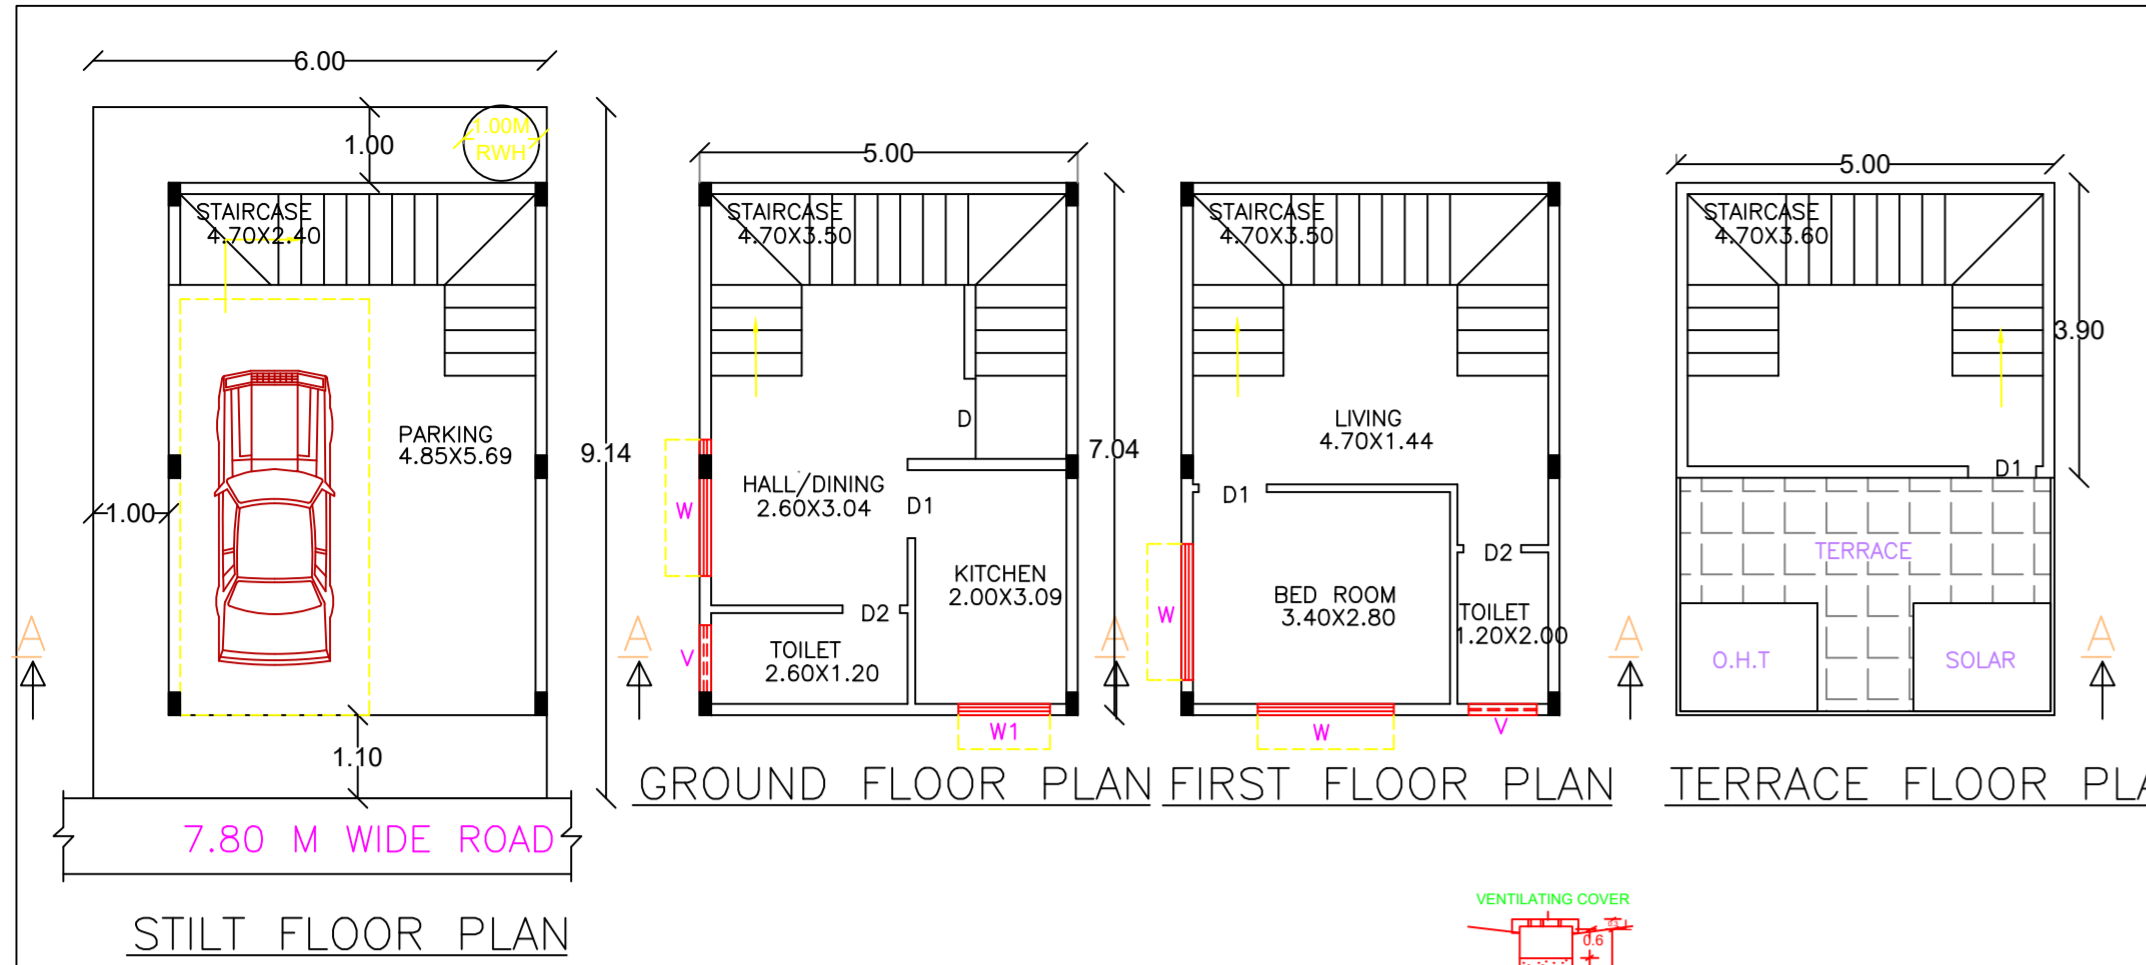 6.00
1.00
1.00M
RWH
STAIRCASE
4.70X2.40
PARKING
4.85X5.69
9.14
1.00
A
1.10
7.80 M WIDE ROAD
STILT FLOOR PLAN
5.00
STAIRCASE
4.70X3.50
D
7.04
HALL/DINING
2.60X3.04
W
D1
KITCHEN
2.00X3.09
D2
TOILET
2.60X1.20
V
A
W1
GROUND FLOOR PLAN
STAIRCASE
4.70X3.50
LIVING
4.70X1.44
D1
D2
BED ROOM
3.40X2.80
TOILET
1.20X2.00
W
A
W
V
FIRST FLOOR PLAN
5.00
STAIRCASE
4.70X3.60
3.90
D1
TERRACE
O.H.T
SOLAR
A
A
TERRACE FLOOR PLA
VENTILATING COVER
0.6